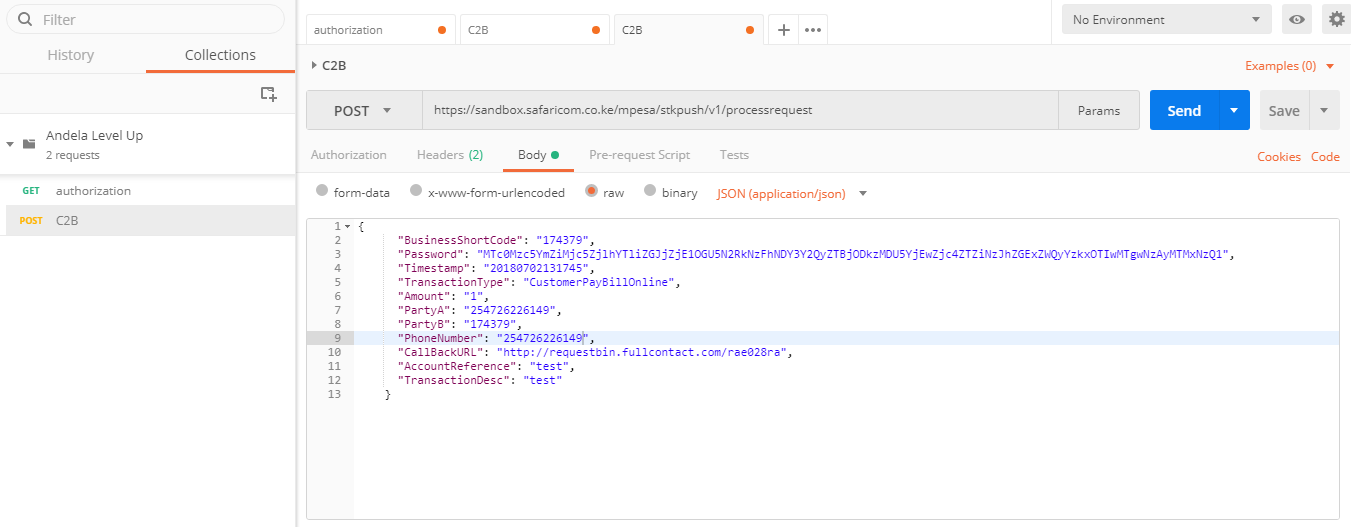 Filter
History
Collections
Andela Level Up
2 requests
GET authorization
POST C2B
authorization
C2B
C2B
No Environment
C2B
Examples (0)
POST
https://sandbox.safaricom.co.ke/mpesa/stkpush/v1/processrequest
Params
Send
Save
Authorization Headers (2) Body Pre-request Script Tests
Cookies Code
form-data x-www-form-urlencoded raw binary JSON (application/json)
1 {
2 "BusinessShortCode": "174379",
3 "Password": "MTc0Mzc5YmZiMjc5ZjlhYTliZGJjZjE1OGU5N2RkNzFhNDY3Y2QyZTBjODkzMDU5YjEwZjc4ZTZiNzJhZGExZWQyYzkxOTIwMTgwNzAyMTMxNzQ1",
4 "Timestamp": "20180702131745",
5 "TransactionType": "CustomerPayBillOnline",
6 "Amount": "1",
7 "PartyA": "254726226149",
8 "PartyB": "174379",
9 "PhoneNumber": "254726226149",
10 "CallBackURL": "http://requestbin.fullcontact.com/rae028ra",
11 "AccountReference": "test",
12 "TransactionDesc": "test"
13 }